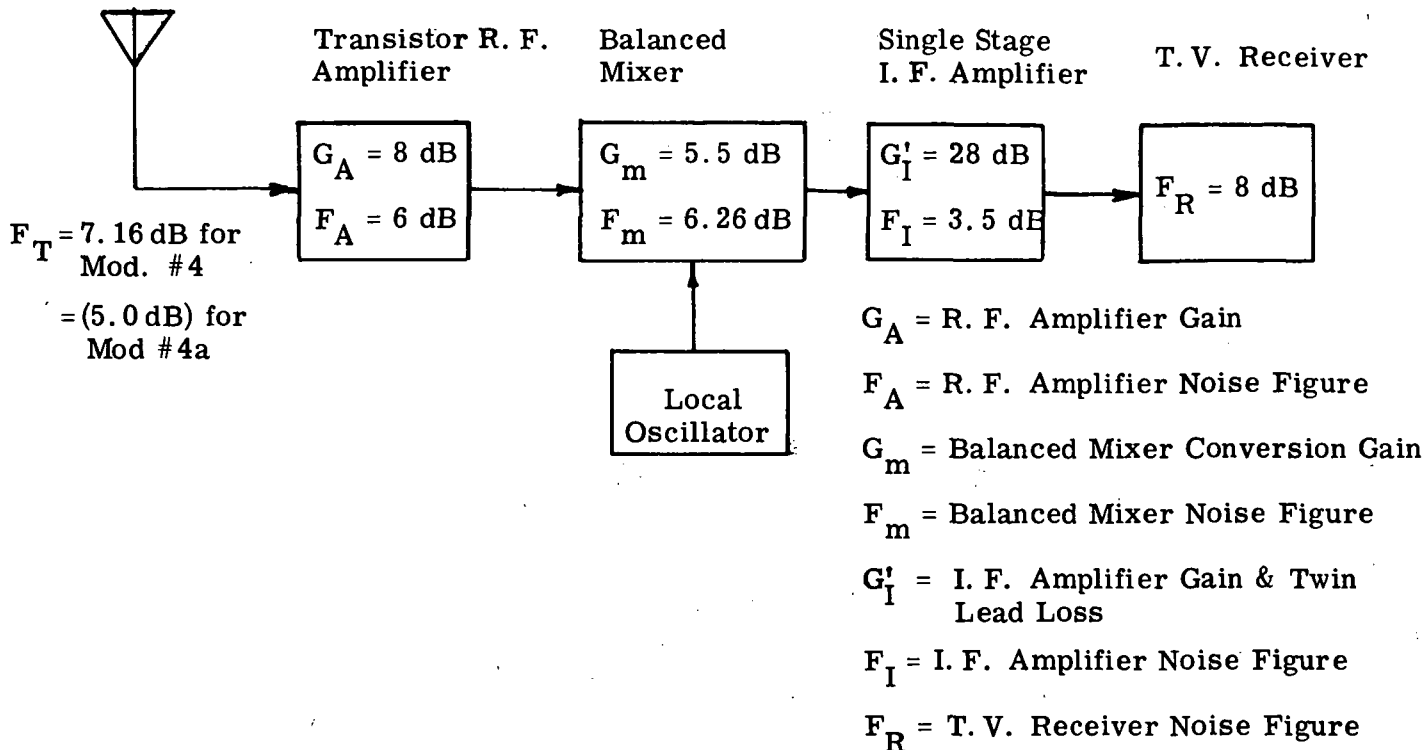 Transistor R. F.
Amplifier
Balanced
Mixer
Single Stage
I. F. Amplifier
T. V. Receiver
G_A = 8 dB
F_A = 6 dB
G_m = 5.5 dB
F_m = 6.26 dB
G'_I = 28 dB
F_I = 3.5 dB
F_R = 8 dB
F_T = 7.16 dB for
Mod. #4
= (5.0 dB) for
Mod #4a
Local
Oscillator
G_A = R. F. Amplifier Gain
F_A = R. F. Amplifier Noise Figure
G_m = Balanced Mixer Conversion Gain
F_m = Balanced Mixer Noise Figure
G'_I = I. F. Amplifier Gain & Twin
Lead Loss
F_I = I. F. Amplifier Noise Figure
F_R = T. V. Receiver Noise Figure